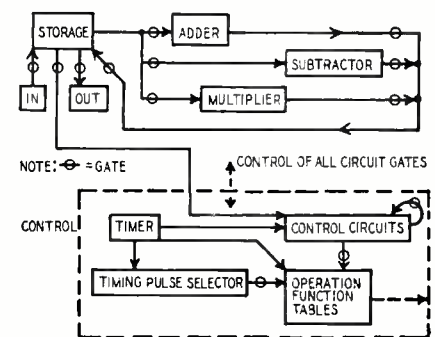 STORAGE
ADDER
SUBTRACTOR
IN
OUT
MULTIPLIER
NOTE: = GATE
CONTROL OF ALL CIRCUIT GATES
CONTROL
TIMER
CONTROL CIRCUITS
TIMING PULSE SELECTOR
OPERATION
FUNCTION
TABLES